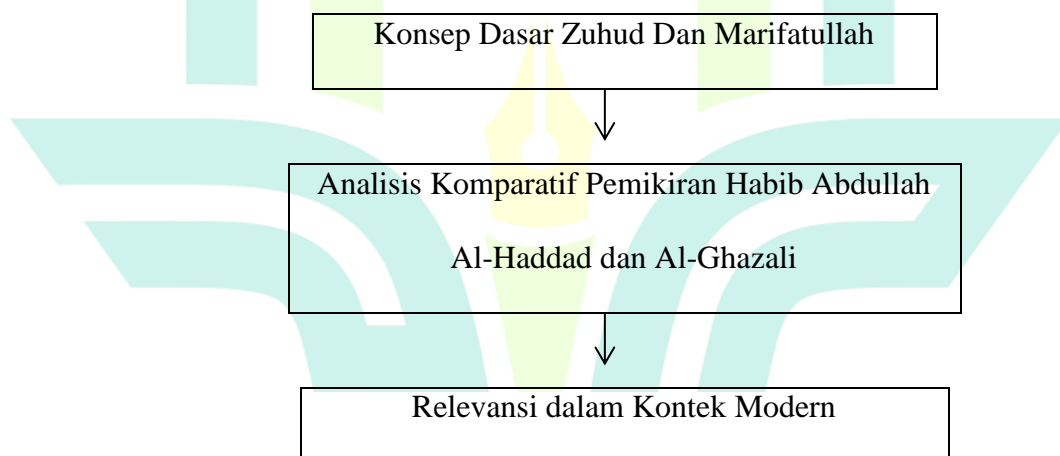 Konsep Dasar Zuhud Dan Marifatullah
Analisis Komparatif Pemikiran Habib Abdullah
Al-Haddad dan Al-Ghazali
Relevansi dalam Kontek Modern